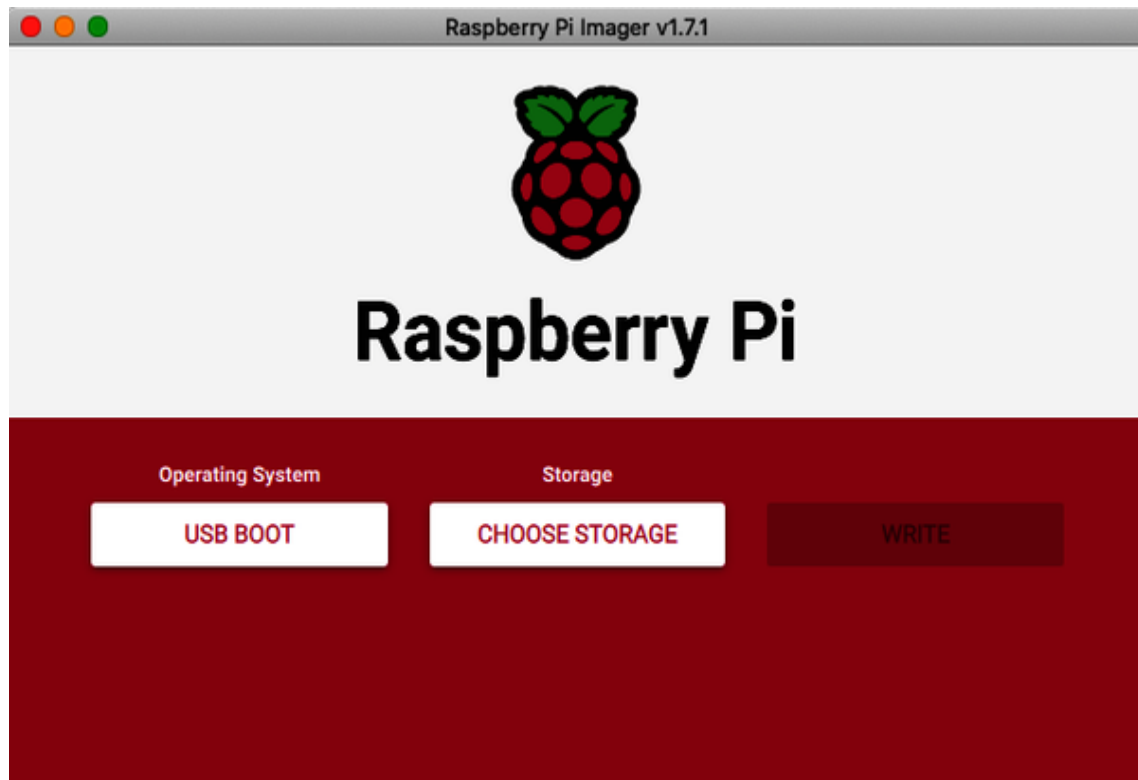 Raspberry Pi Imager v1.7.1
Raspberry Pi
Operating System
Storage
USB BOOT
CHOOSE STORAGE
WRITE